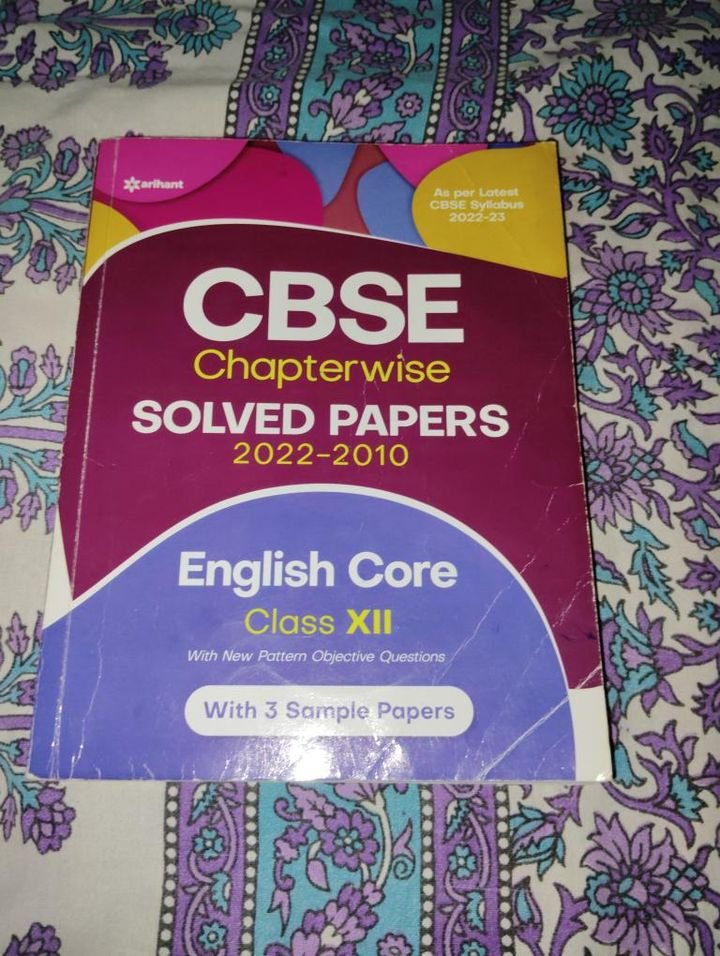 arihant
As per Latest
CBSE Syllabus
2022-23
CBSE
Chapterwise
SOLVED PAPERS
2022-2010
English Core
Class XII
With New Pattern Objective Questions
With 3 Sample Papers